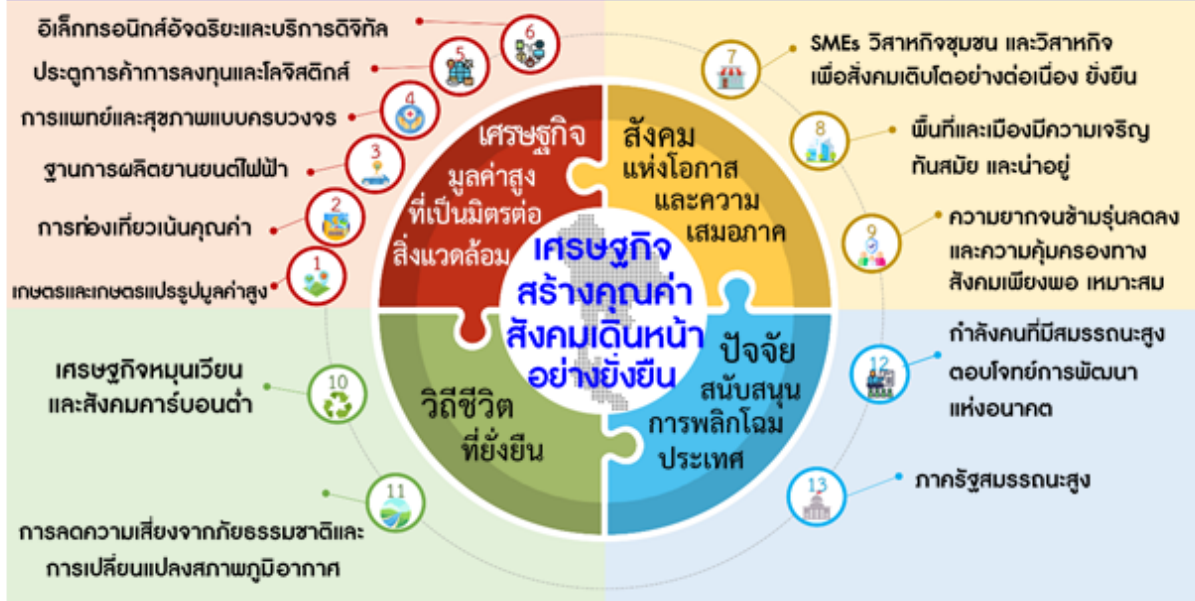 อิเล็กทรอนิกส์อัจฉริยะและบริการดิจิทัล
6
ประตูการค้าการลงทุนและโลจิสติกส์
5
การแพทย์และสุขภาพแบบครบวงจร
4
ฐานการผลิตยานยนต์ไฟฟ้า
3
การท่องเที่ยวเน้นคุณค่า
2
เกษตรและเกษตรแปรรูปมูลค่าสูง
1
เศรษฐกิจ
มูลค่าสูง
ที่เป็นมิตรต่อ
สิ่งแวดล้อม
สังคม
แห่งโอกาส
และความ
เสมอภาค
7
SMEs วิสาหกิจชุมชน และวิสาหกิจ
เพื่อสังคมเติบโตอย่างต่อเนื่อง ยั่งยืน
8
พื้นที่และเมืองมีความเจริญ
ทันสมัย และน่าอยู่
9
ความยากจนข้ามรุ่นลดลง
และความคุ้มครองทาง
สังคมเพียงพอ เหมาะสม
เศรษฐกิจ
สร้างคุณค่า
สังคมเดินหน้า
อย่างยั่งยืน
เศรษฐกิจหมุนเวียน
และสังคมคาร์บอนต่ำ
10
11
การลดความเสี่ยงจากภัยธรรมชาติและ
การเปลี่ยนแปลงสภาพภูมิอากาศ
วิถีชีวิต
ที่ยั่งยืน
ปัจจัย
สนับสนุน
การพลิกโฉม
ประเทศ
12
กำลังคนที่มีสมรรถนะสูง
ตอบโจทย์การพัฒนา
แห่งอนาคต
13
ภาครัฐสมรรถนะสูง